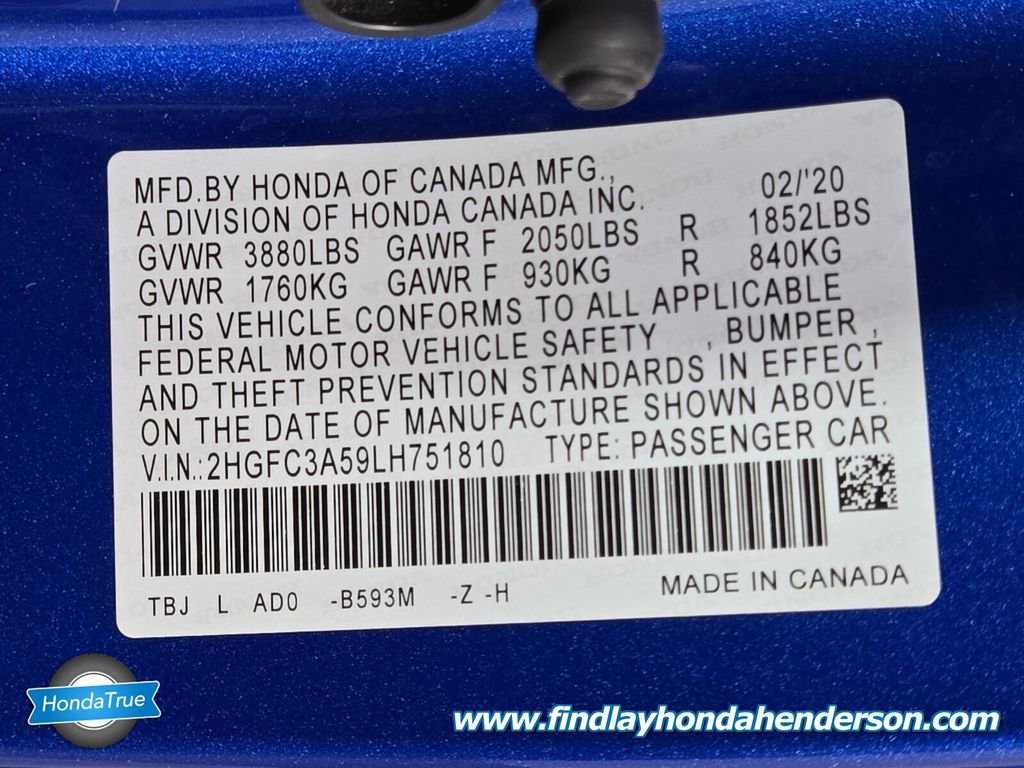 MFD.BY HONDA OF CANADA MFG., 02/'20
A DIVISION OF HONDA CANADA INC.
GVWR 3880LBS GAWR F 2050LBS R 1852LBS
GVWR 1760KG GAWR F 930KG R 840KG
THIS VEHICLE CONFORMS TO ALL APPLICABLE
FEDERAL MOTOR VEHICLE SAFETY , BUMPER ,
AND THEFT PREVENTION STANDARDS IN EFFECT
ON THE DATE OF MANUFACTURE SHOWN ABOVE.
V.I.N.:2HGFC3A59LH751810 TYPE: PASSENGER CAR
TBJ L AD0 -B593M -Z -H MADE IN CANADA
HondaTrue
www.findlayhondahenderson.com